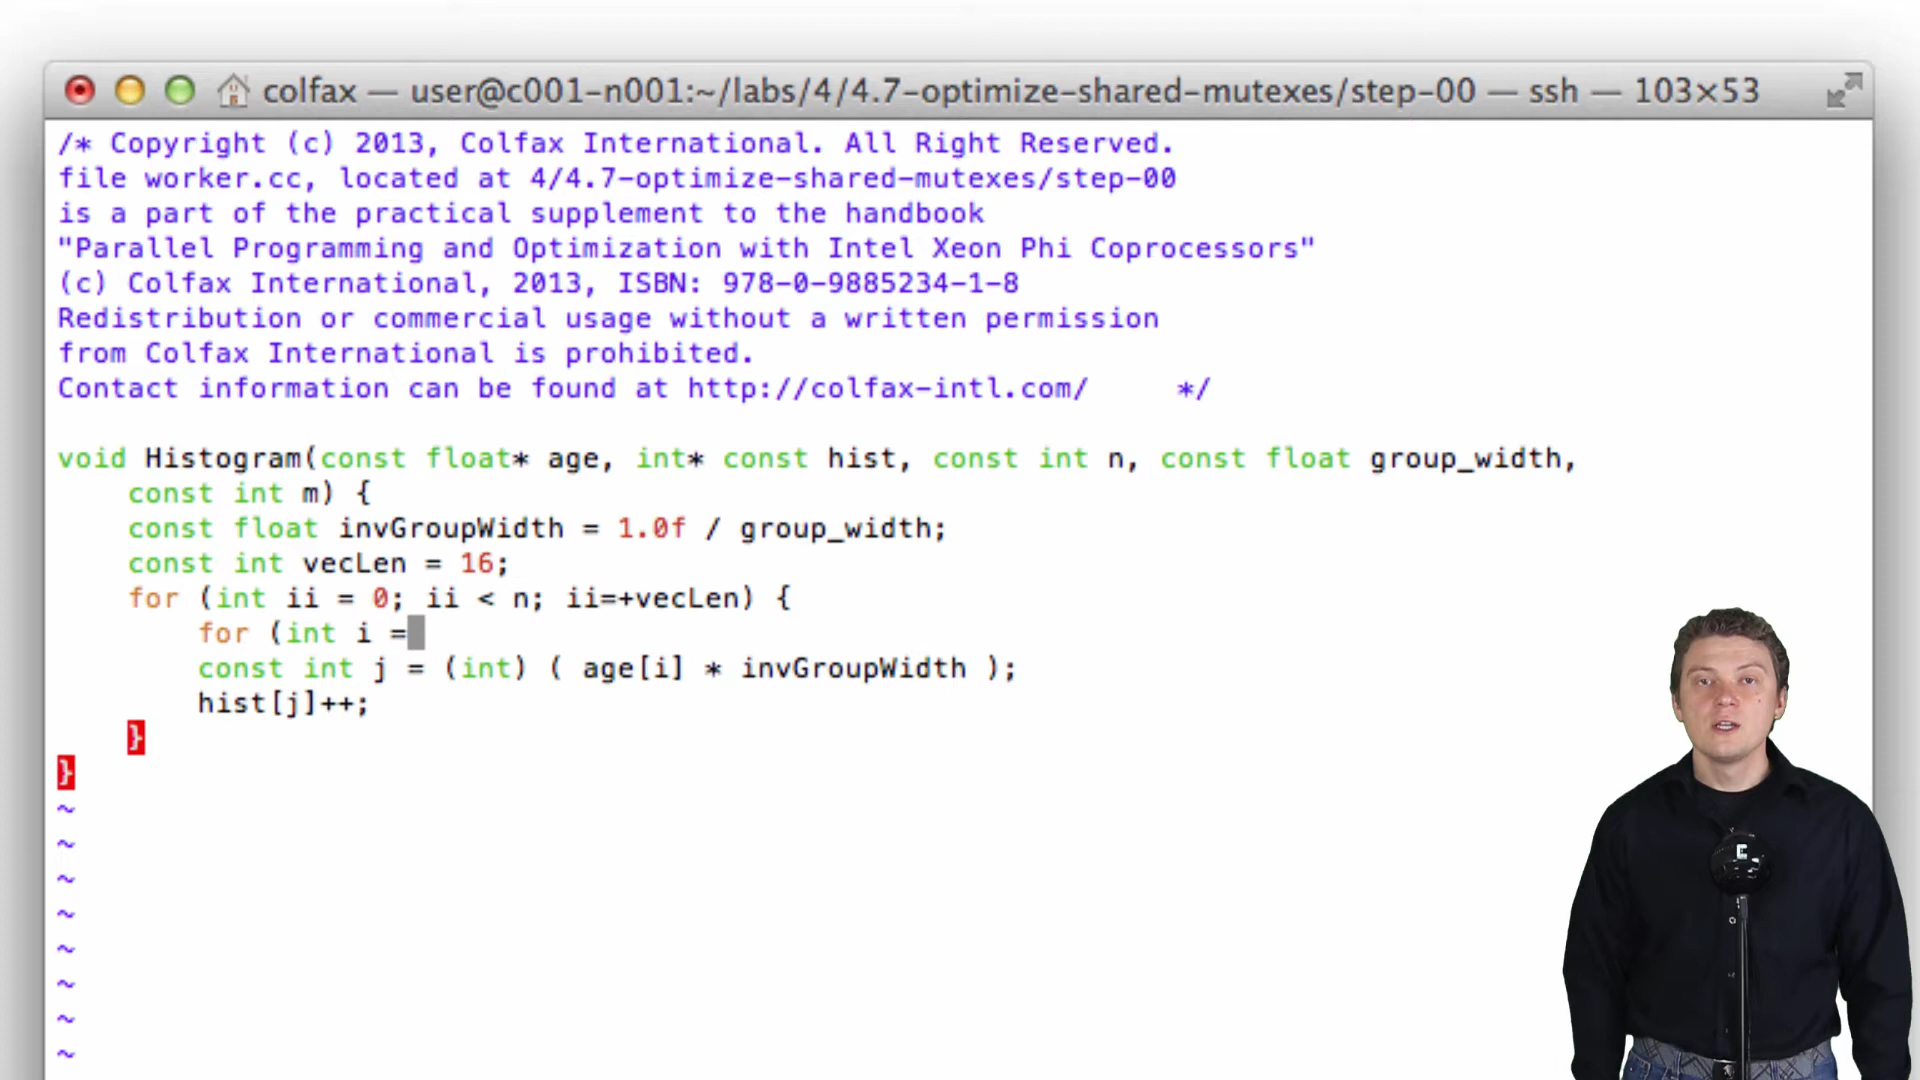 colfax — user@c001-n001:~/labs/4/4.7-optimize-shared-mutexes/step-00 — ssh — 103×53
/* Copyright (c) 2013, Colfax International. All Right Reserved.
file worker.cc, located at 4/4.7-optimize-shared-mutexes/step-00
is a part of the practical supplement to the handbook
"Parallel Programming and Optimization with Intel Xeon Phi Coprocessors"
(c) Colfax International, 2013, ISBN: 978-0-9885234-1-8
Redistribution or commercial usage without a written permission
from Colfax International is prohibited.
Contact information can be found at http://colfax-intl.com/     */
void Histogram(const float* age, int* const hist, const int n, const float group_width,
    const int m) {
    const float invGroupWidth = 1.0f / group_width;
    const int vecLen = 16;
    for (int ii = 0; ii < n; ii=+vecLen) {
        for (int i =
        const int j = (int) ( age[i] * invGroupWidth );
        hist[j]++;
    }
}
~
~
~
~
~
~
~
~